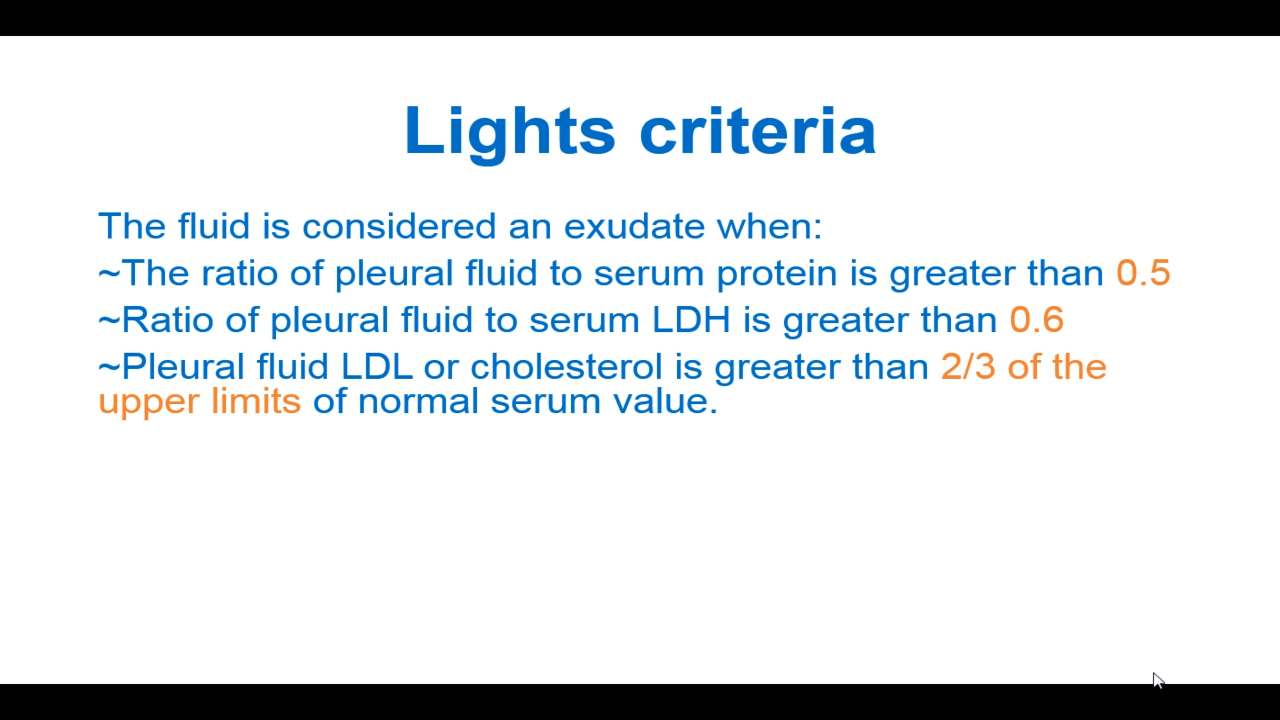 Lights criteria
The fluid is considered an exudate when:
~The ratio of pleural fluid to serum protein is greater than 0.5
~Ratio of pleural fluid to serum LDH is greater than 0.6
~Pleural fluid LDL or cholesterol is greater than 2/3 of the
upper limits of normal serum value.